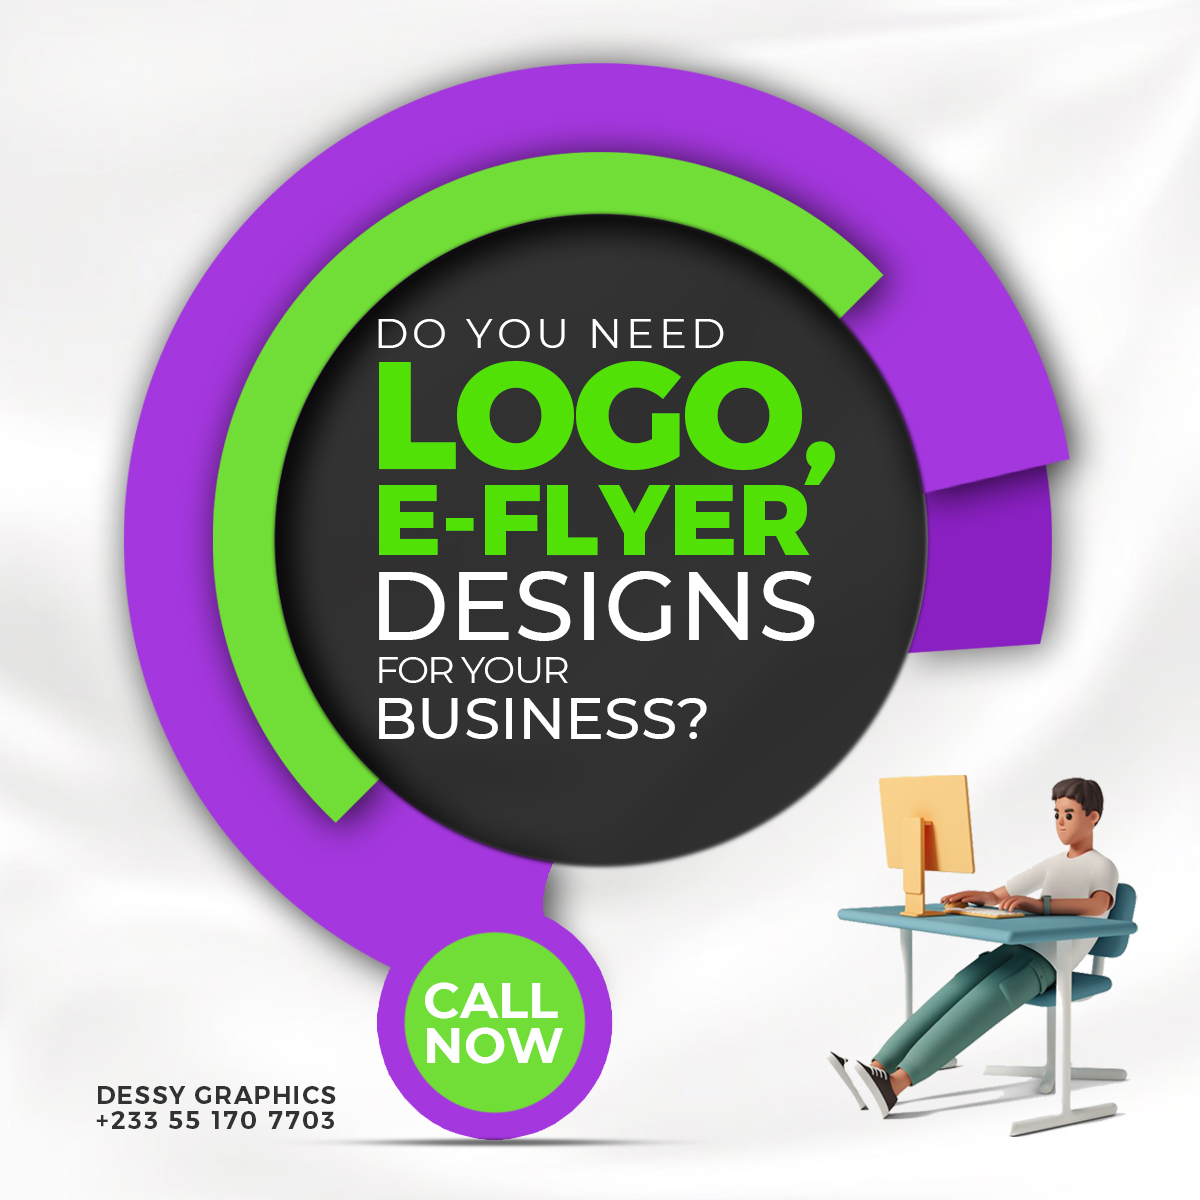 DO YOU NEED
LOGO,
E-FLYER
DESIGNS
FOR YOUR
BUSINESS?
CALL
NOW
DESSY GRAPHICS
+233 55 170 7703